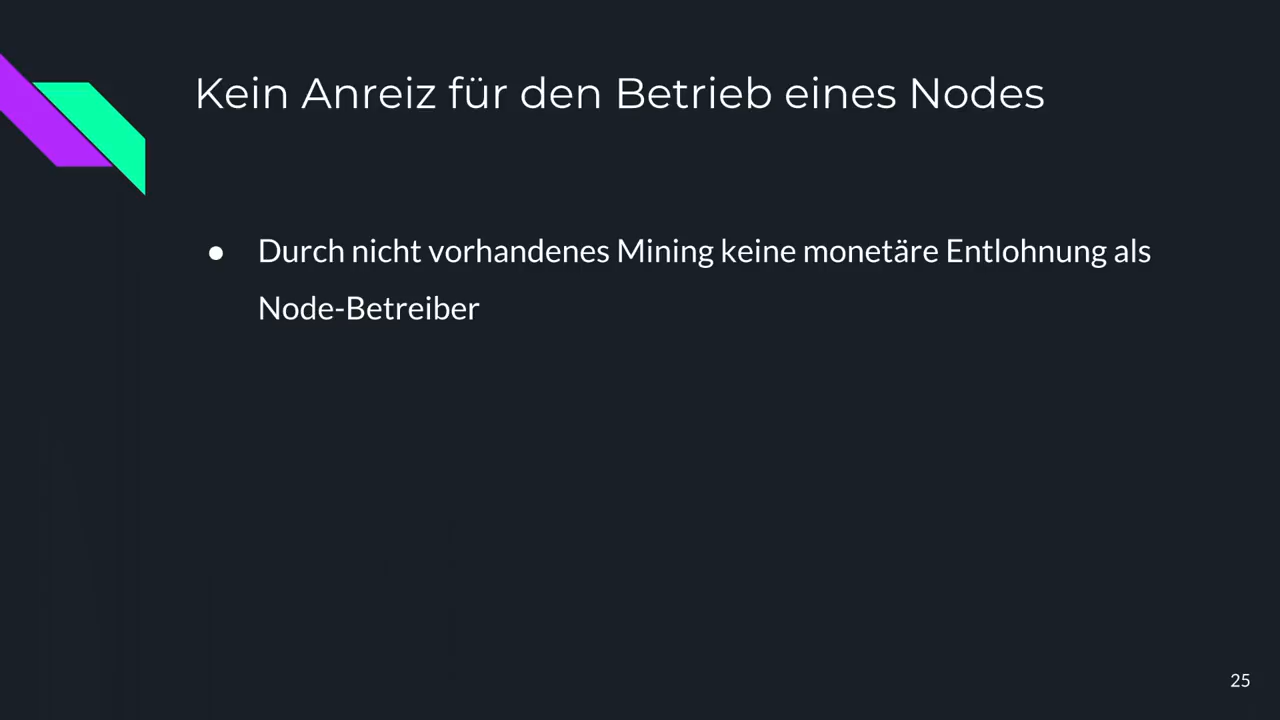 Kein Anreiz für den Betrieb eines Nodes
● Durch nicht vorhandenes Mining keine monetäre Entlohnung als
Node-Betreiber
25